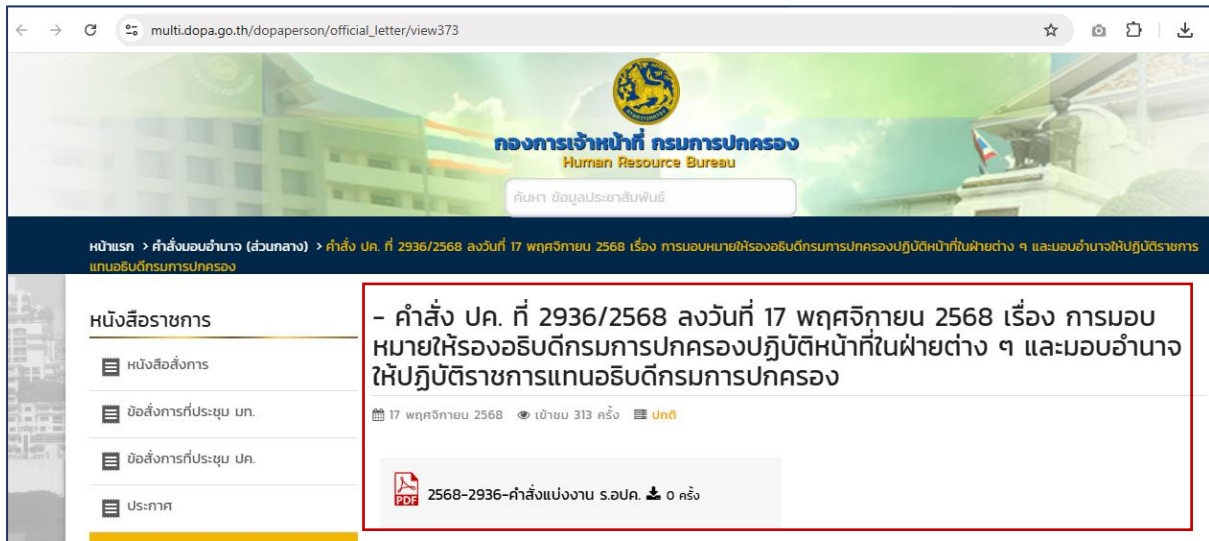 multi.dopa.go.th/dopaperson/official_letter/view373
กองการเจ้าหน้าที่ กรมการปกครอง
Human Resource Bureau
ค้นหา ข้อมูลประชาสัมพันธ์
หน้าแรก > คำสั่งมอบอำนาจ (ส่วนกลาง) > คำสั่ง ปค. ที่ 2936/2568 ลงวันที่ 17 พฤศจิกายน 2568 เรื่อง การมอบหมายให้รองอธิบดีกรมการปกครองปฏิบัติหน้าที่ในฝ่ายต่าง ๆ และมอบอำนาจให้ปฏิบัติราชการ
แทนอธิบดีกรมการปกครอง
หนังสือราชการ
หนังสือสั่งการ
ข้อสั่งการที่ประชุม มท.
ข้อสั่งการที่ประชุม ปค.
ประกาศ
- คำสั่ง ปค. ที่ 2936/2568 ลงวันที่ 17 พฤศจิกายน 2568 เรื่อง การมอบ
หมายให้รองอธิบดีกรมการปกครองปฏิบัติหน้าที่ในฝ่ายต่าง ๆ และมอบอำนาจ
ให้ปฏิบัติราชการแทนอธิบดีกรมการปกครอง
17 พฤศจิกายน 2568 เข้าชม 313 ครั้ง ปกติ
PDF 2568-2936-คำสั่งแบ่งงาน ร.อปค. 0 ครั้ง